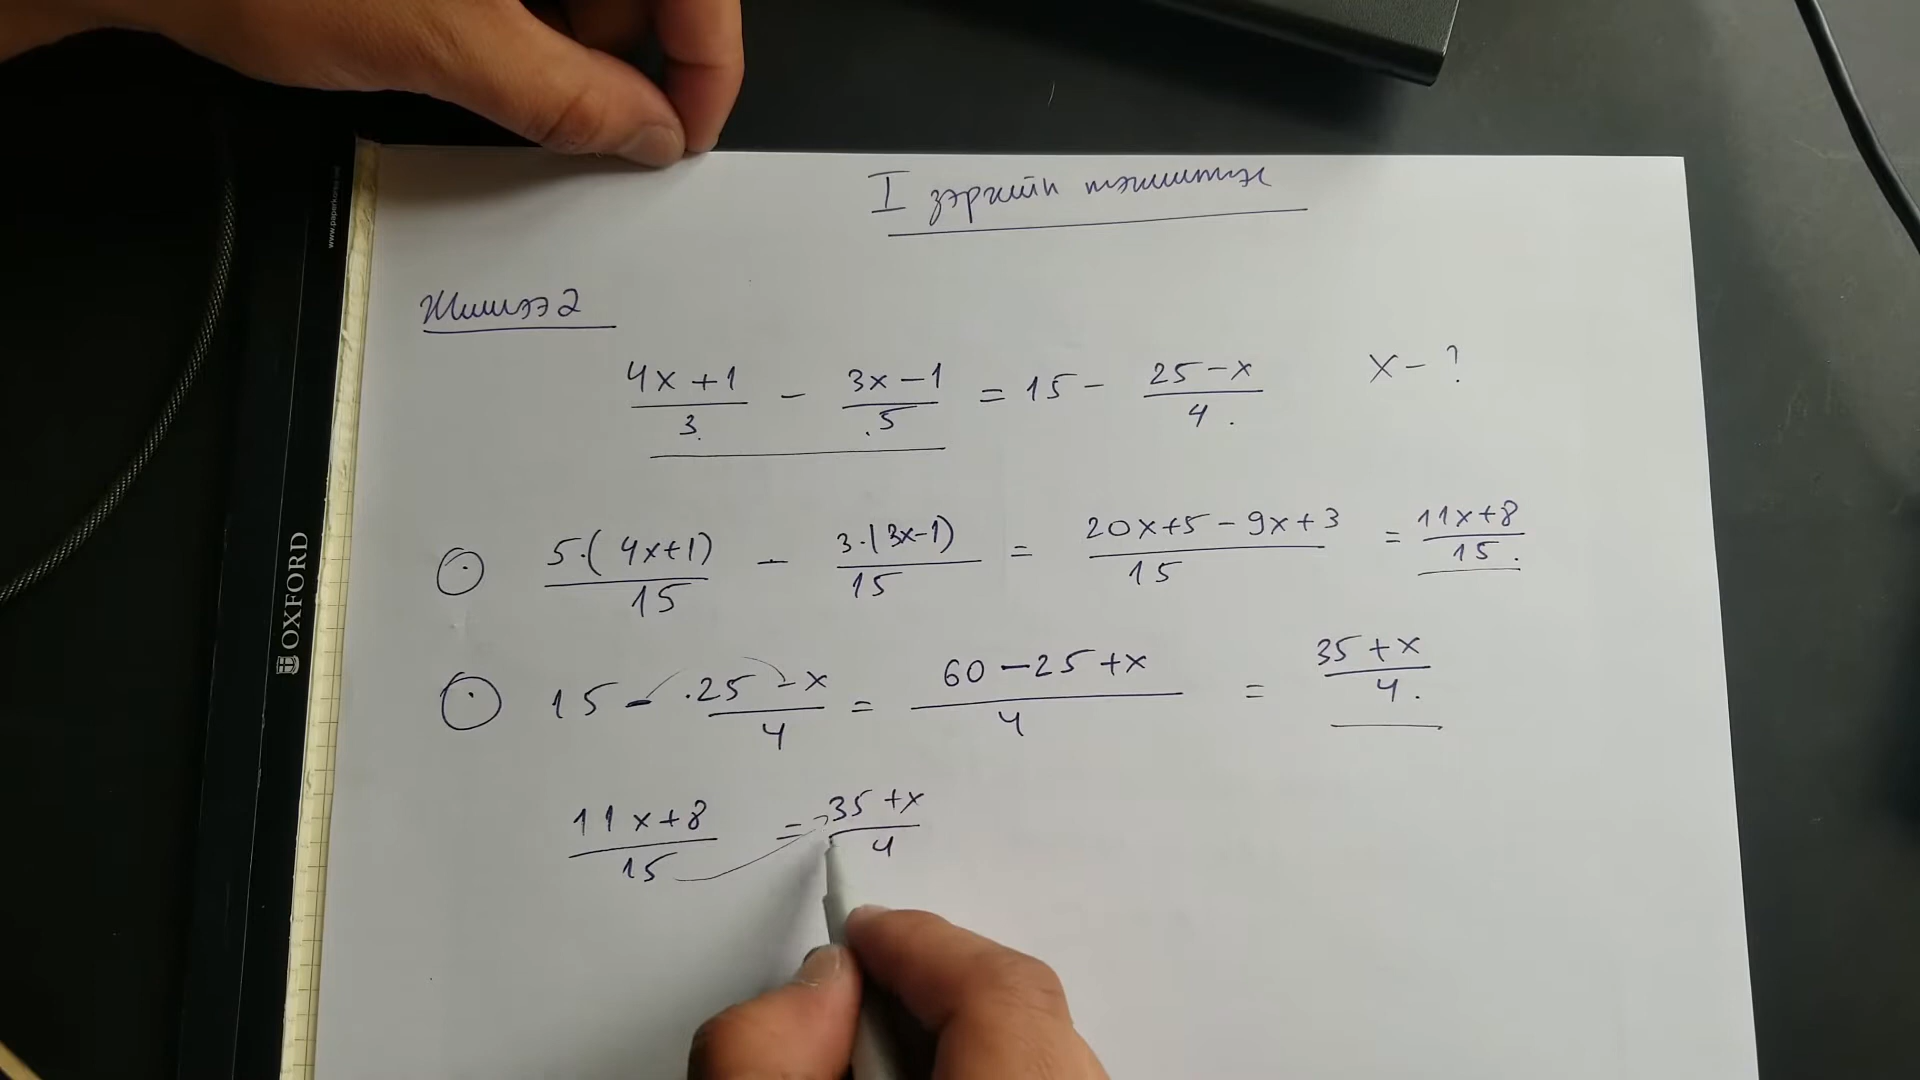 I зэргийн тэгшитгэл
Жишээ 2
(4x+1)/3. - (3x-1)/.5 = 15 - (25-x)/4. x - ?
5·(4x+1)/15 - 3·(3x-1)/15 = (20x+5-9x+3)/15 = (11x+8)/15.
15 - (·25-x)/4 = (60-25+x)/4 = (35+x)/4.
(11x+8)/15 = (35+x)/4
OXFORD